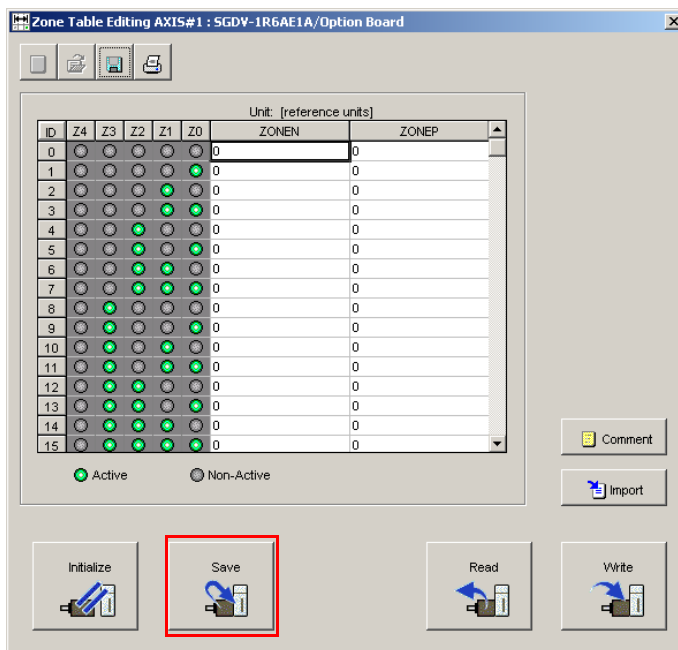 Zone Table Editing AXIS#1 : SGDV-1R6AE1A/Option Board
Unit: [reference units]
ID Z4 Z3 Z2 Z1 Z0 ZONEN ZONEP
0 0 0
1 0 0
2 0 0
3 0 0
4 0 0
5 0 0
6 0 0
7 0 0
8 0 0
9 0 0
10 0 0
11 0 0
12 0 0
13 0 0
14 0 0
15 0 0
Active Non-Active
Comment
Import
Initialize Save Read Write